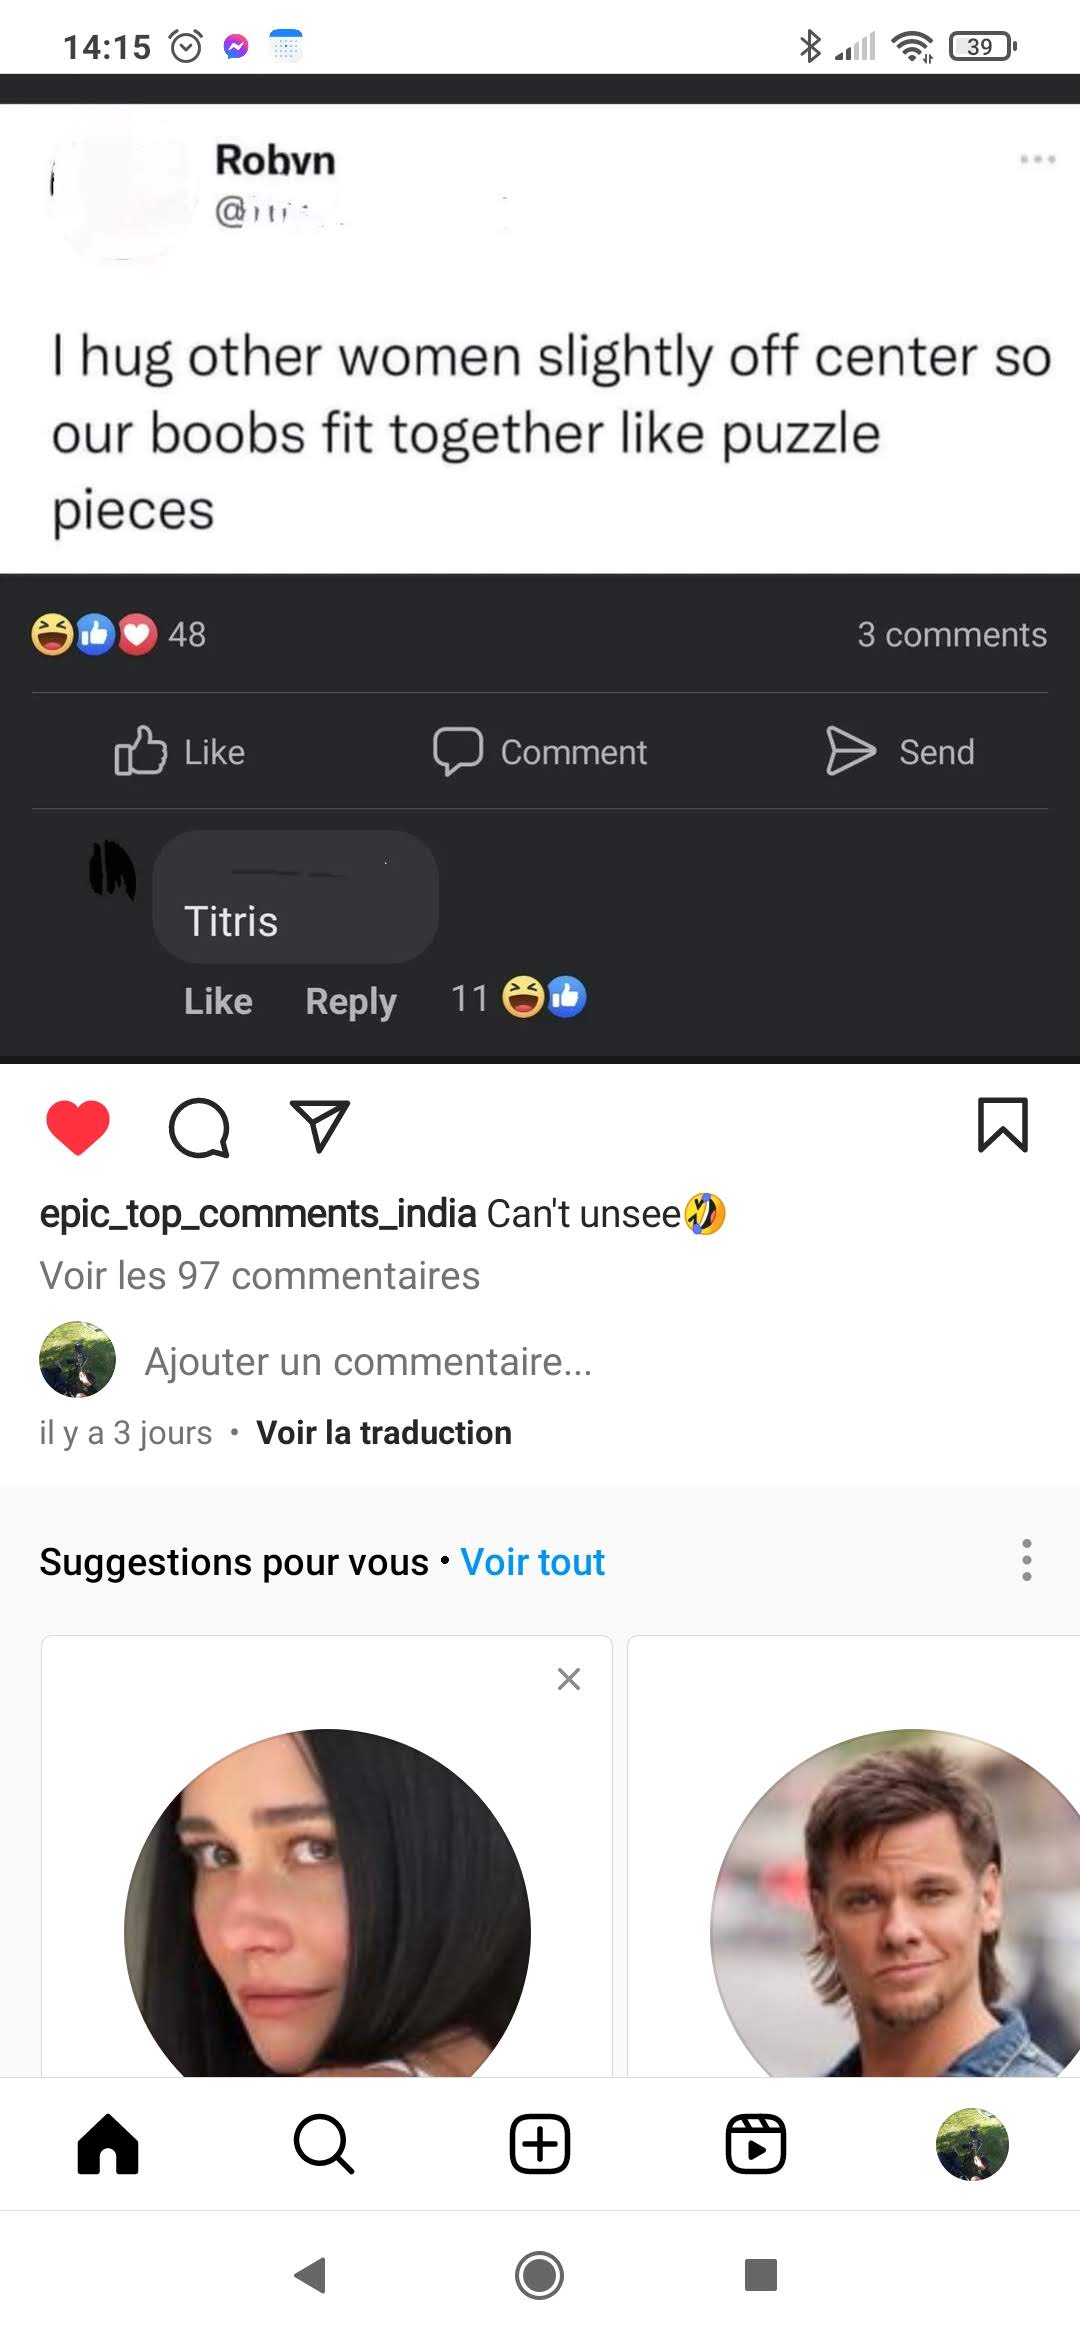 14:15
39
Robyn
I hug other women slightly off center so
our boobs fit together like puzzle
pieces
48
3 comments
Like
Comment
Send
Titris
Like
Reply
11
epic_top_comments_india Can't unsee🤣
Voir les 97 commentaires
Ajouter un commentaire...
il y a 3 jours • Voir la traduction
Suggestions pour vous • Voir tout